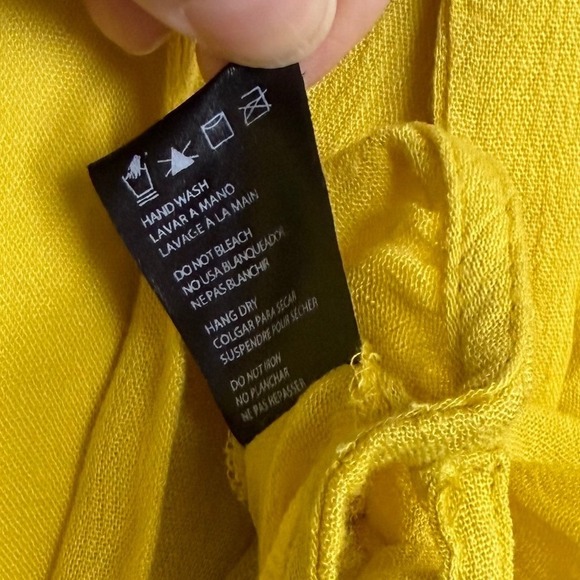 HAND WASH
LAVAR A MANO
LAVAGE À LA MAIN
DO NOT BLEACH
NO USA BLANQUEADOR
NE PAS BLANCHIR
HANG DRY
COLGAR PARA SECAR
SUSPENDRE POUR SÉCHER
DO NOT IRON
NO PLANCHAR
NE PAS REPASSER